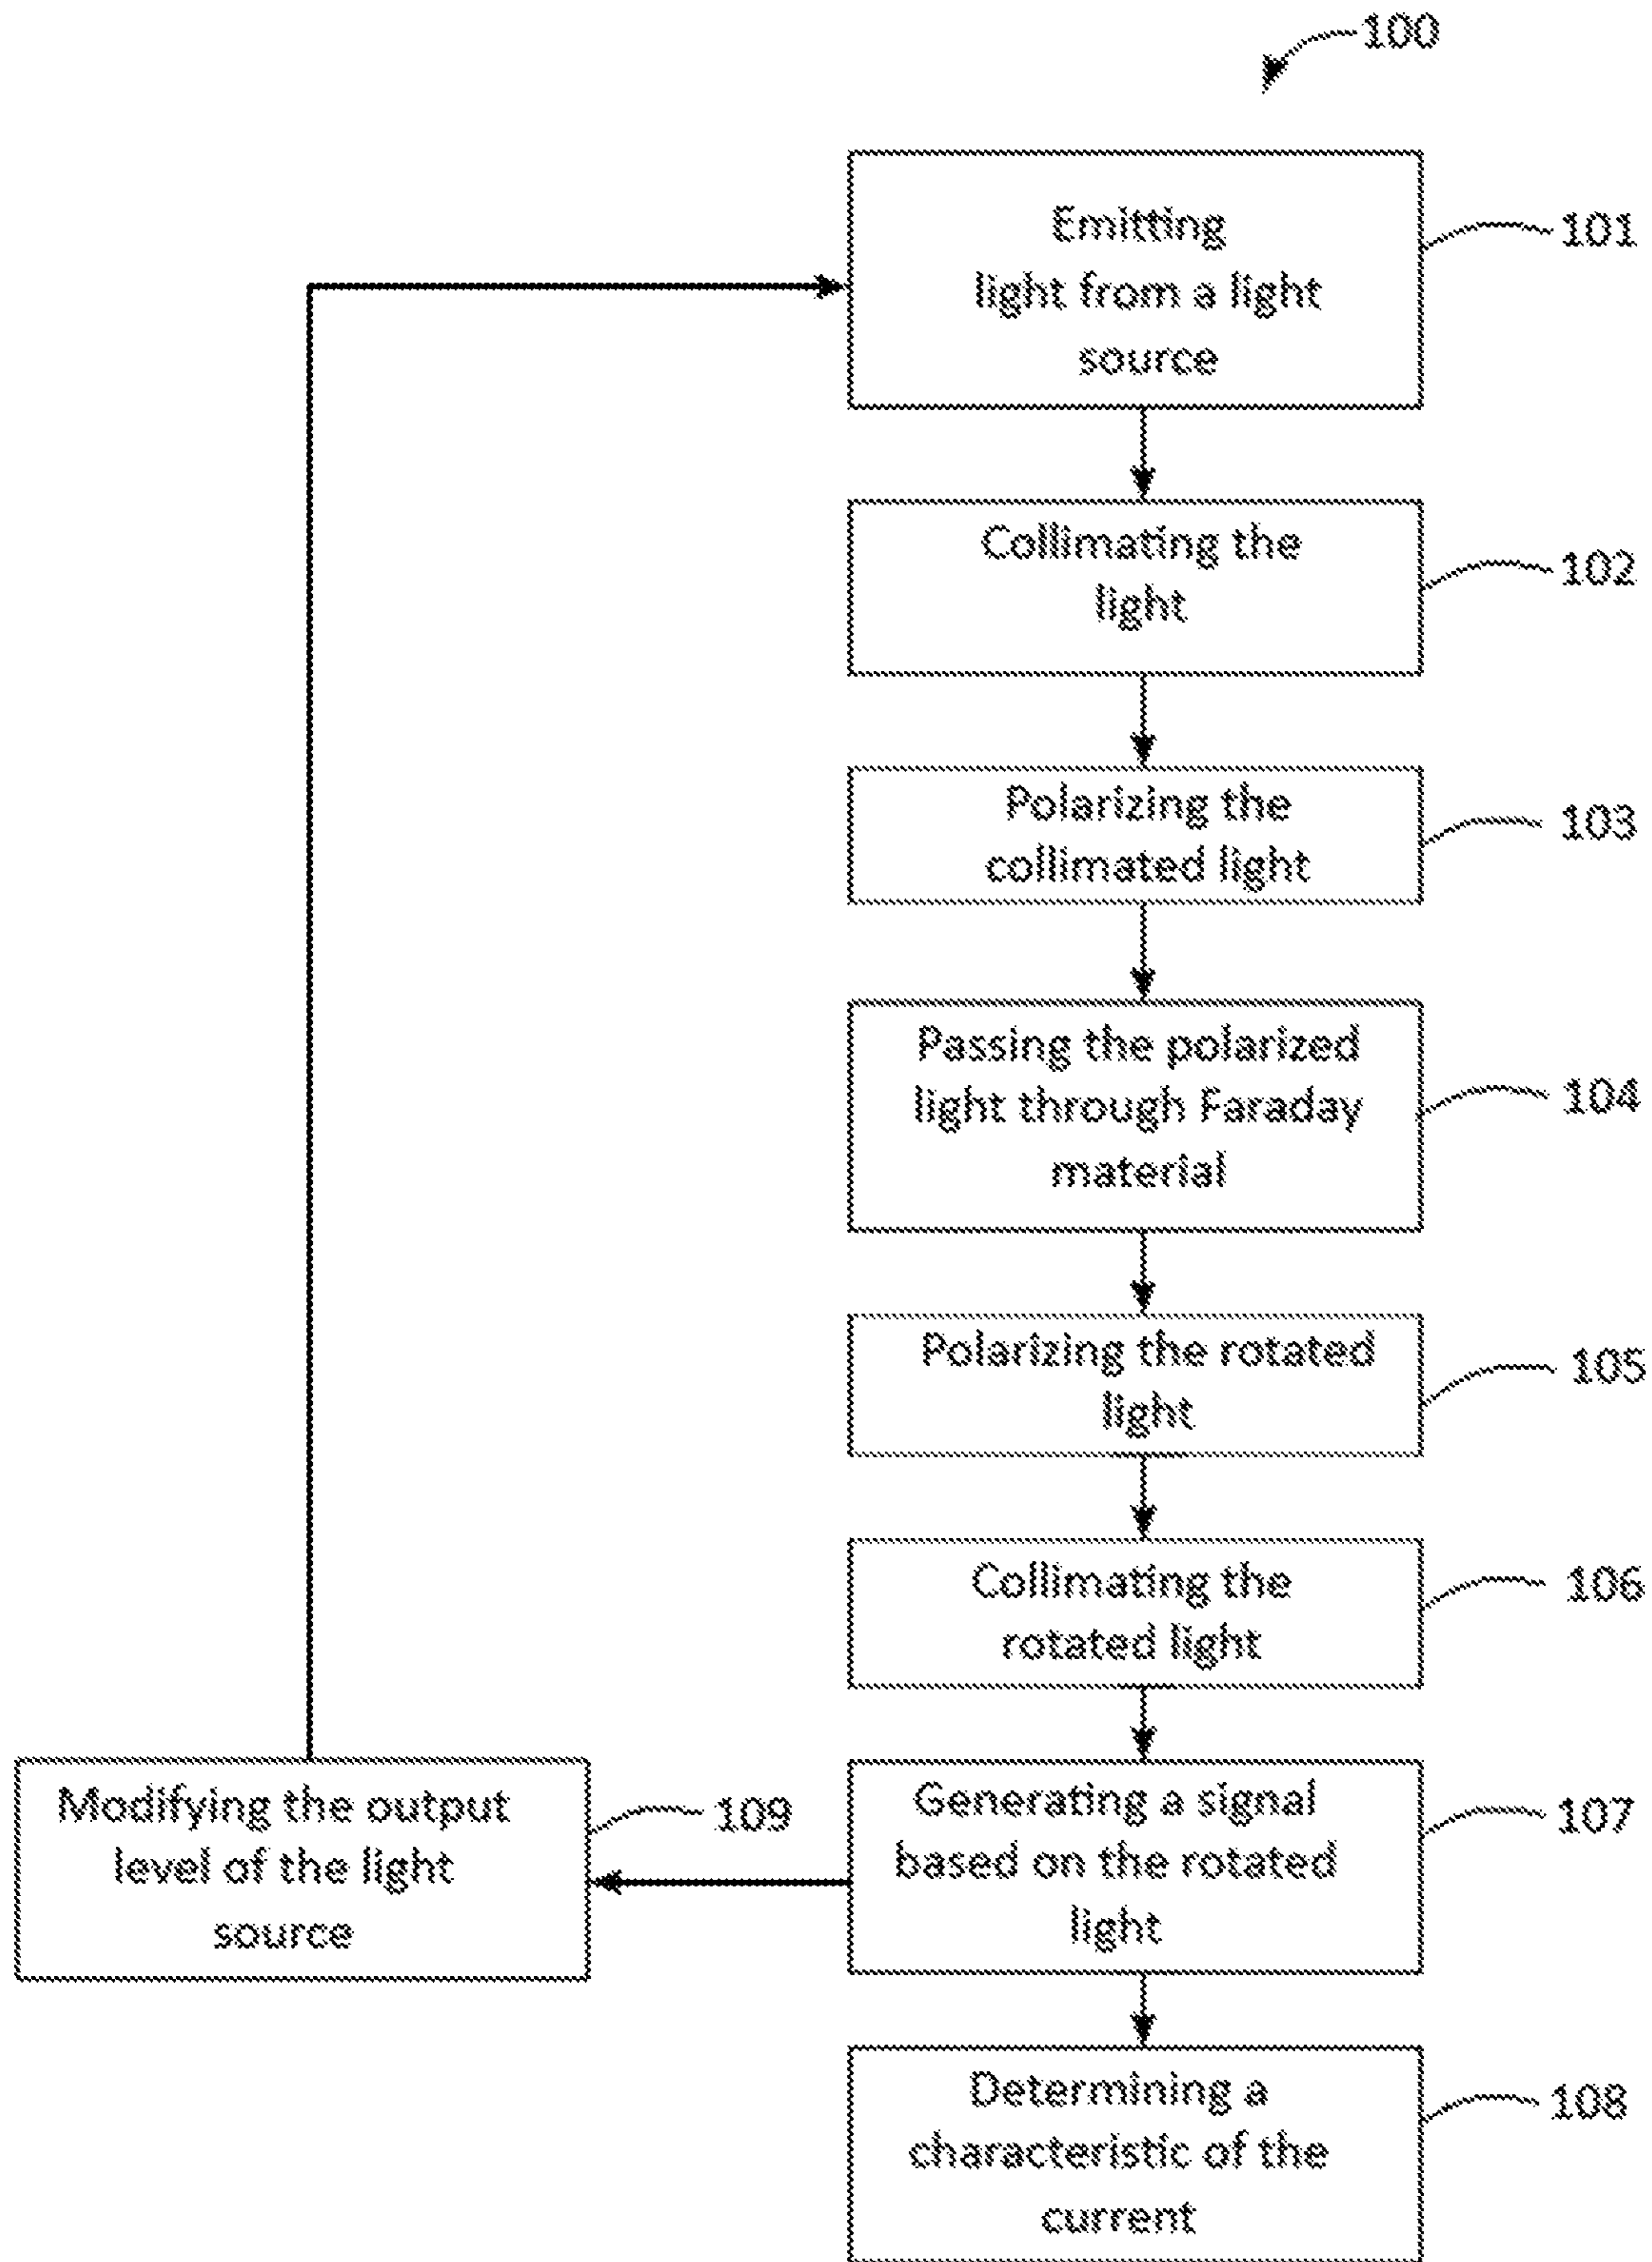 100
Emitting
light from a light
source
101
Collimating the
light
102
Polarizing the
collimated light
103
Passing the polarized
light through Faraday
material
104
Polarizing the rotated
light
105
Collimating the
rotated light
106
Generating a signal
based on the rotated
light
107
Modifying the output
level of the light
source
109
Determining a
characteristic of the
current
108